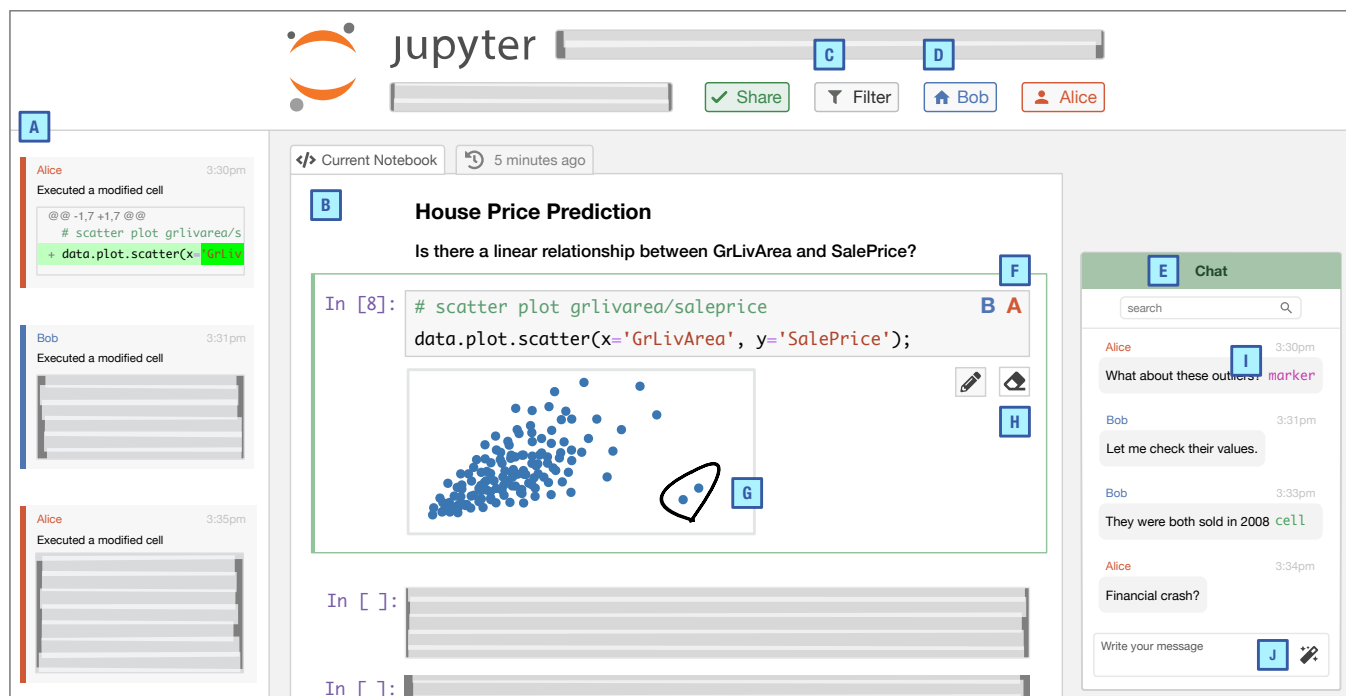 jupyter
C
D
Share
Filter
Bob
Alice
A
Alice 3:30pm
Executed a modified cell
@@ -1,7 +1,7 @@
# scatter plot grlivarea/s
+ data.plot.scatter(x='GrLiv
Bob 3:31pm
Executed a modified cell
Alice 3:35pm
Executed a modified cell
</> Current Notebook
5 minutes ago
B
House Price Prediction
Is there a linear relationship between GrLivArea and SalePrice?
F
In [8]:
# scatter plot grlivarea/saleprice
B A
data.plot.scatter(x='GrLivArea', y='SalePrice');
H
G
In [ ]:
In [ ]:
E
Chat
search
Alice 3:30pm
I
What about these outliers? marker
Bob 3:31pm
Let me check their values.
Bob 3:33pm
They were both sold in 2008 cell
Alice 3:34pm
Financial crash?
Write your message
J